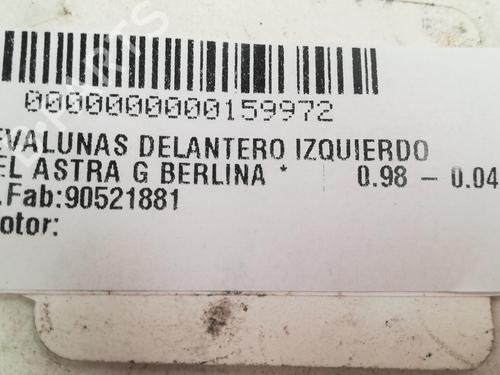 0000000000159972
EVALUNAS DELANTERO IZQUIERDO
EL ASTRA G BERLINA * 0.98 - 0.04
.Fab:90521881
otor: